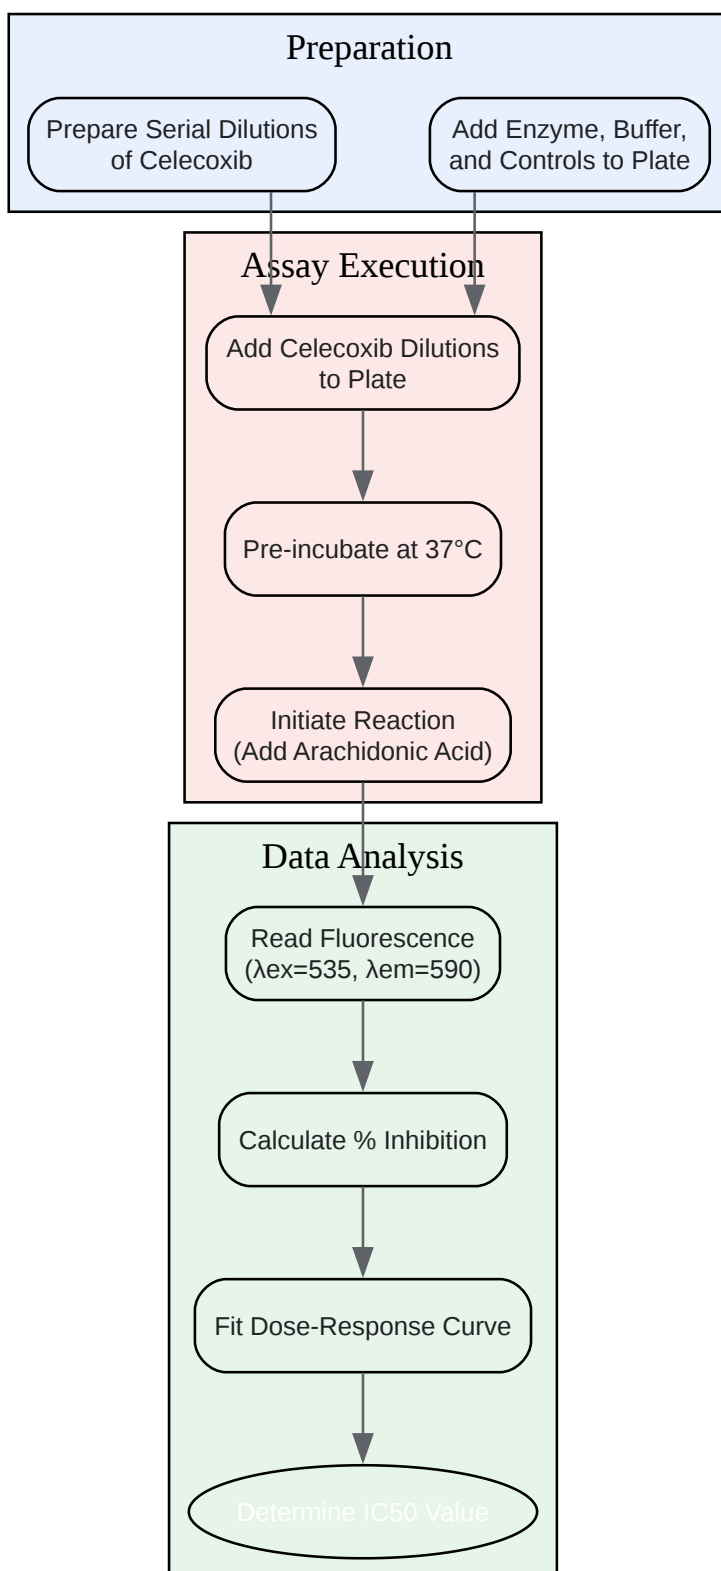 Preparation
Prepare Serial Dilutions
of Celecoxib
Add Enzyme, Buffer,
and Controls to Plate
Assay Execution
Add Celecoxib Dilutions
to Plate
Pre-incubate at 37°C
Initiate Reaction
(Add Arachidonic Acid)
Data Analysis
Read Fluorescence
(λex=535, λem=590)
Calculate % Inhibition
Fit Dose-Response Curve
Determine IC50 Value